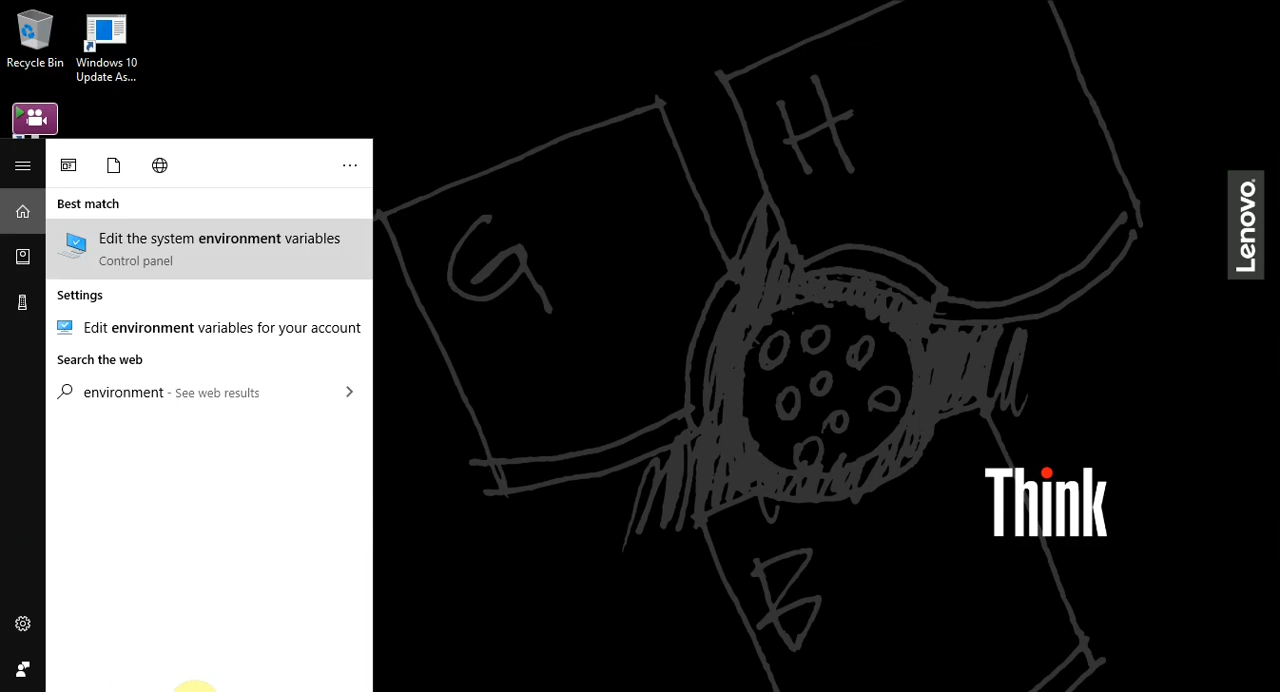 Recycle Bin
Windows 10
Update As...
Best match
Edit the system environment variables
Control panel
Settings
Edit environment variables for your account
Search the web
environment - See web results
G
H
B
Lenovo
Think